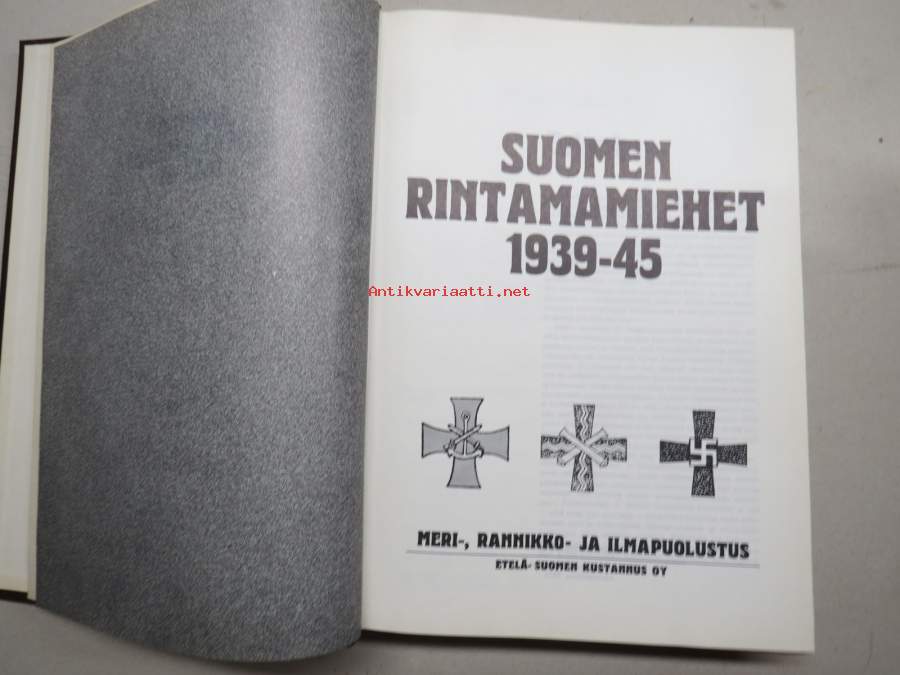 SUOMEN
RINTAMAMIEHET
1939-45
Antikvariaatti.net
MERI-, RANNIKKO- JA ILMAPUOLUSTUS
ETELÄ-SUOMEN KUSTANNUS OY